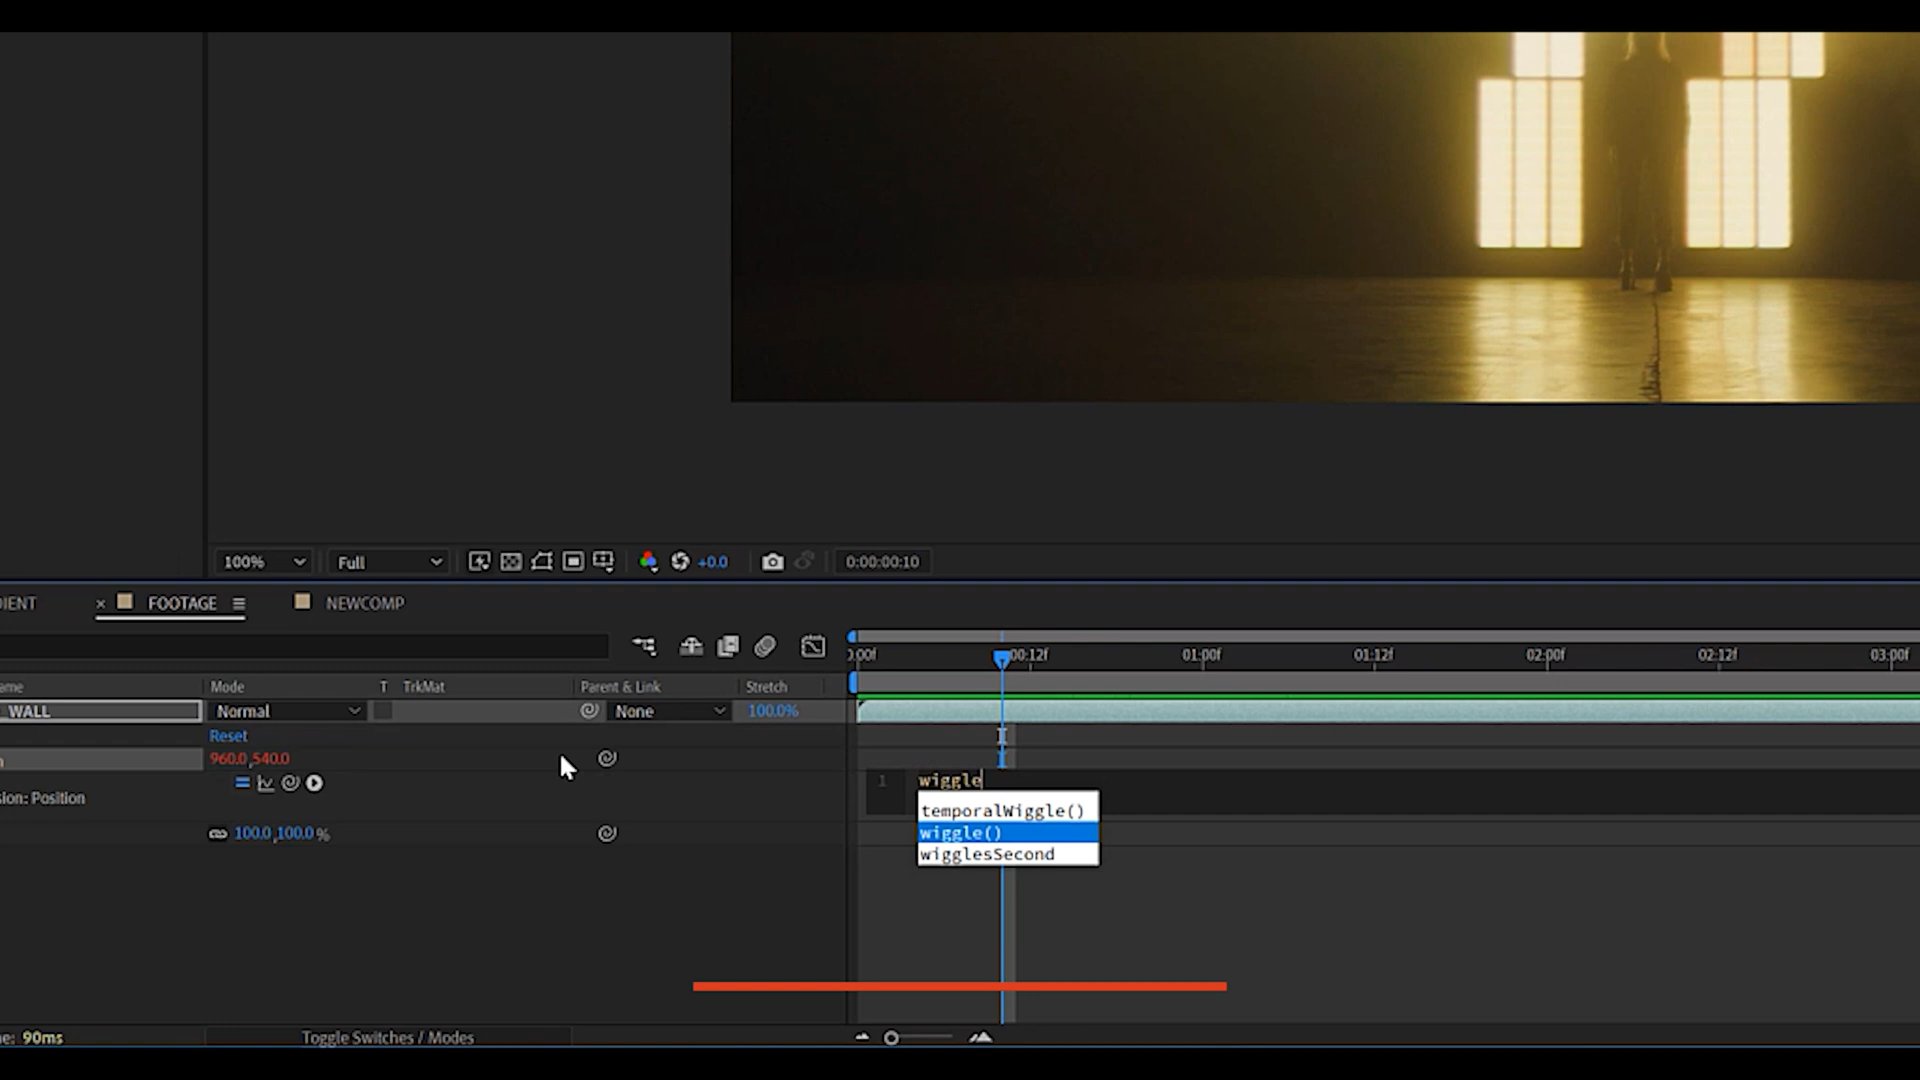 100%
Full
+0.0
0:00:00:10
IENT
× FOOTAGE
NEWCOMP
00f
00:12f
01:00f
01:12f
02:00f
02:12f
03:00f
ame
Mode
T TrkMat
Parent & Link
Stretch
WALL
Normal
None
100.0%
Reset
n
960.0,540.0
1 wiggle
sion: Position
temporalWiggle()
wiggle()
wigglesSecond
100.0,100.0%
e: 90ms
Toggle Switches / Modes